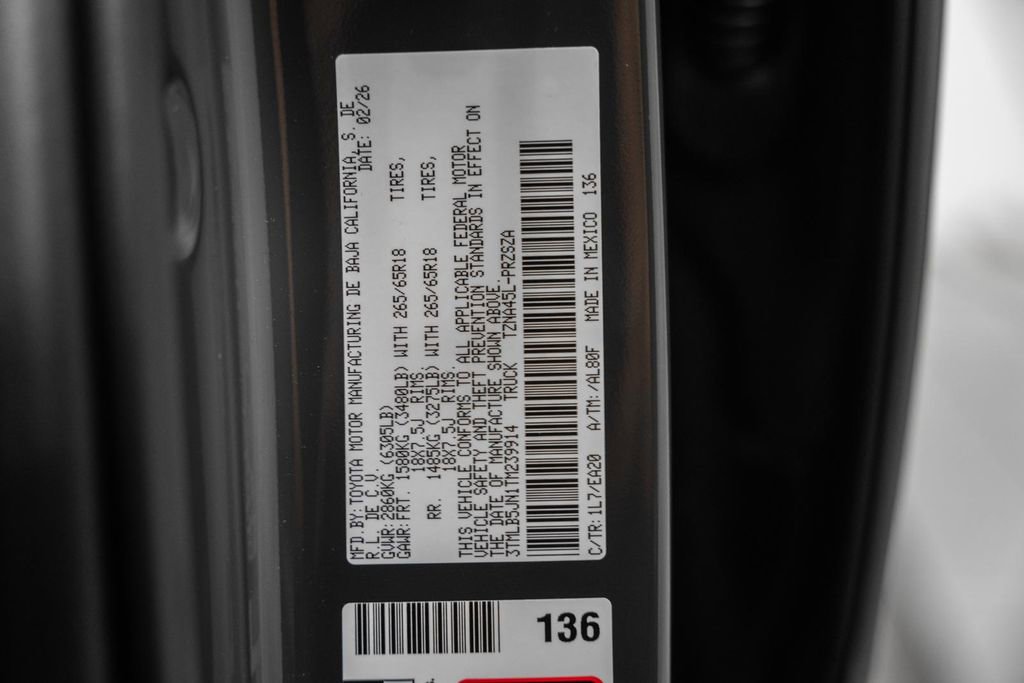 MFD BY: TOYOTA MOTOR MANUFACTURING DE BAJA CALIFORNIA, S. DE
R.L. DE C.V. DATE: 02/26
GVWR: 2860KG (6305LB)
GAWR: FRT. 1580KG (3480LB) WITH 265/65R18 TIRES,
18X7.5J RIMS.
RR. 1485KG (3275LB) WITH 265/65R18 TIRES,
18X7.5J RIMS.
THIS VEHICLE CONFORMS TO ALL APPLICABLE FEDERAL MOTOR
VEHICLE SAFETY AND THEFT PREVENTION STANDARDS IN EFFECT ON
THE DATE OF MANUFACTURE SHOWN ABOVE.
3TMLB5JN1TM239914 TRUCK TZNA45L-PRZSZA
C/TR: 1L7/EA20 A/TM: /AL80F MADE IN MEXICO 136
136